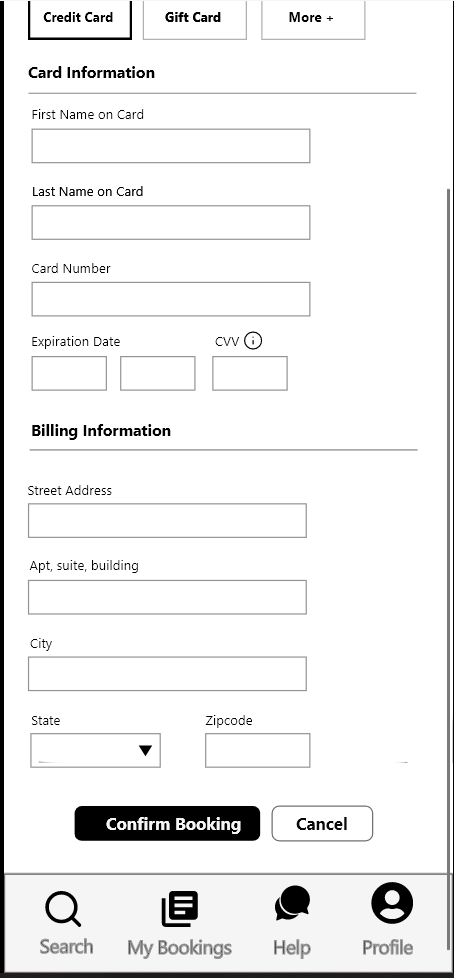 Credit Card Gift Card More +
Card Information
First Name on Card
Last Name on Card
Card Number
Expiration Date CVV
Billing Information
Street Address
Apt, suite, building
City
State Zipcode
Confirm Booking Cancel
Search My Bookings Help Profile